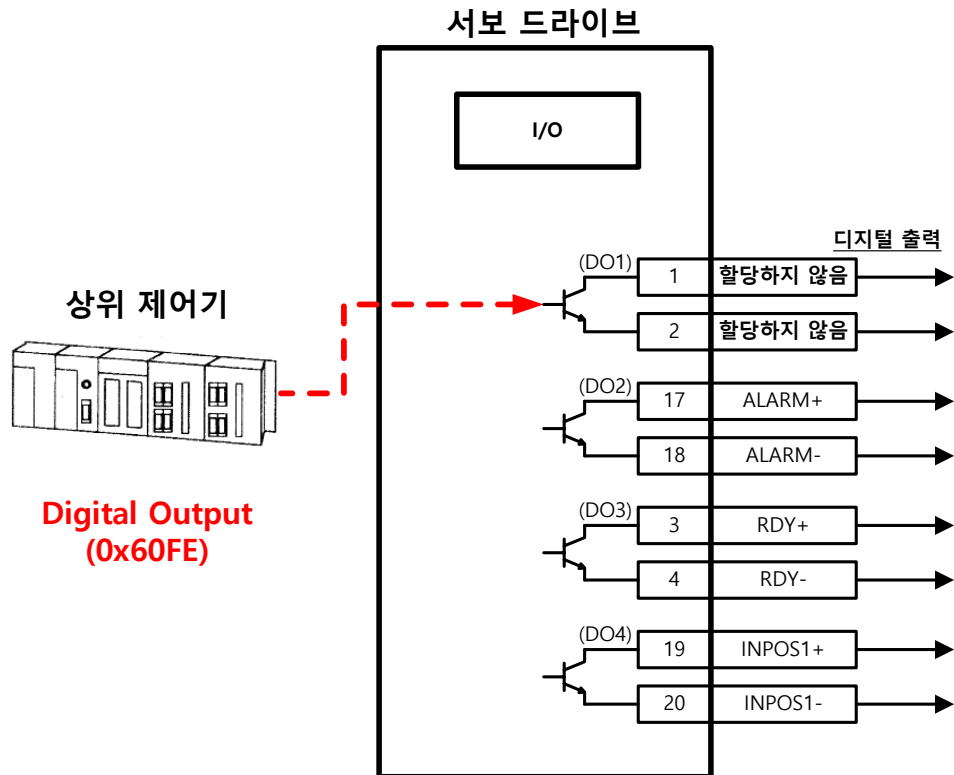 서보 드라이브
I/O
디지털 출력
(DO1) 1 할당하지 않음
2 할당하지 않음
상위 제어기
(DO2) 17 ALARM+
18 ALARM-
Digital Output
(0x60FE)
(DO3) 3 RDY+
4 RDY-
(DO4) 19 INPOS1+
20 INPOS1-